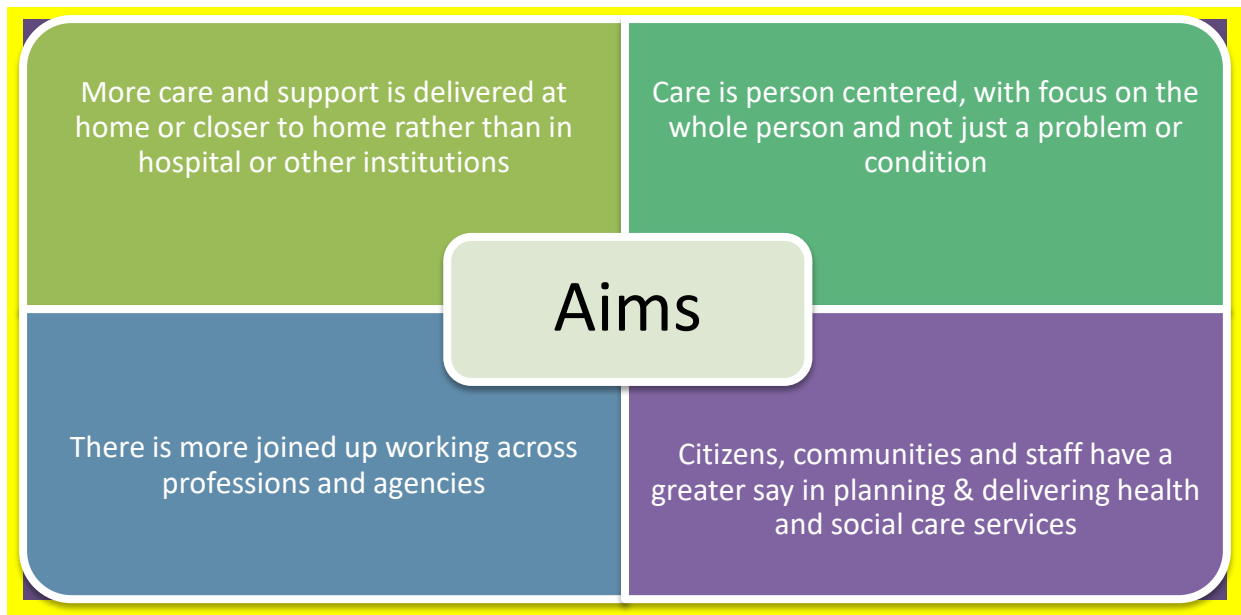 More care and support is delivered at
home or closer to home rather than in
hospital or other institutions
Care is person centered, with focus on the
whole person and not just a problem or
condition
Aims
There is more joined up working across
professions and agencies
Citizens, communities and staff have a
greater say in planning & delivering health
and social care services